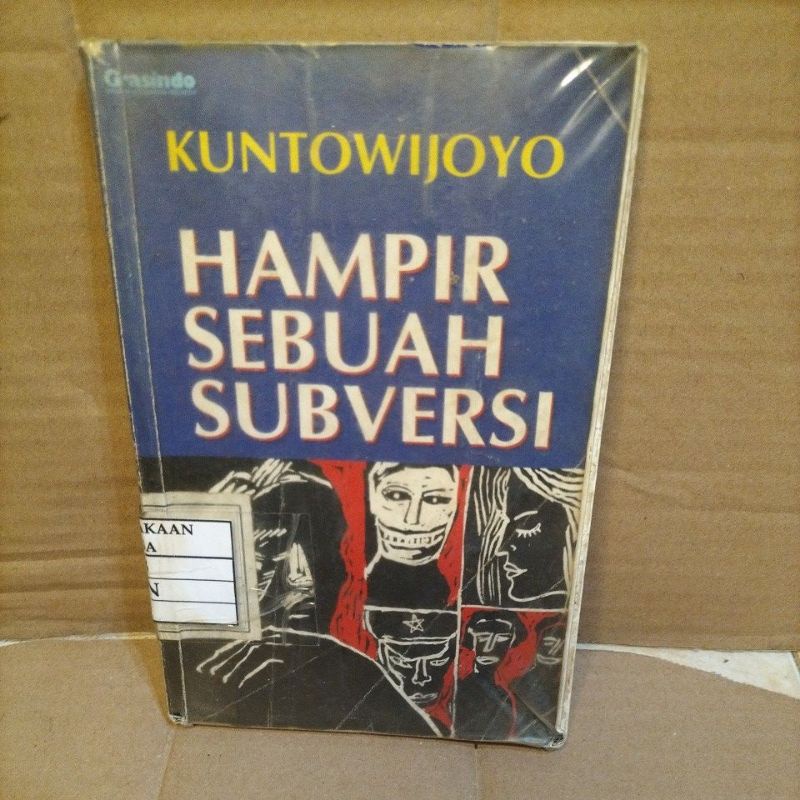 Grasindo
KUNTOWIJOYO
HAMPIR
SEBUAH
SUBVERSI
AKAAN
A
N